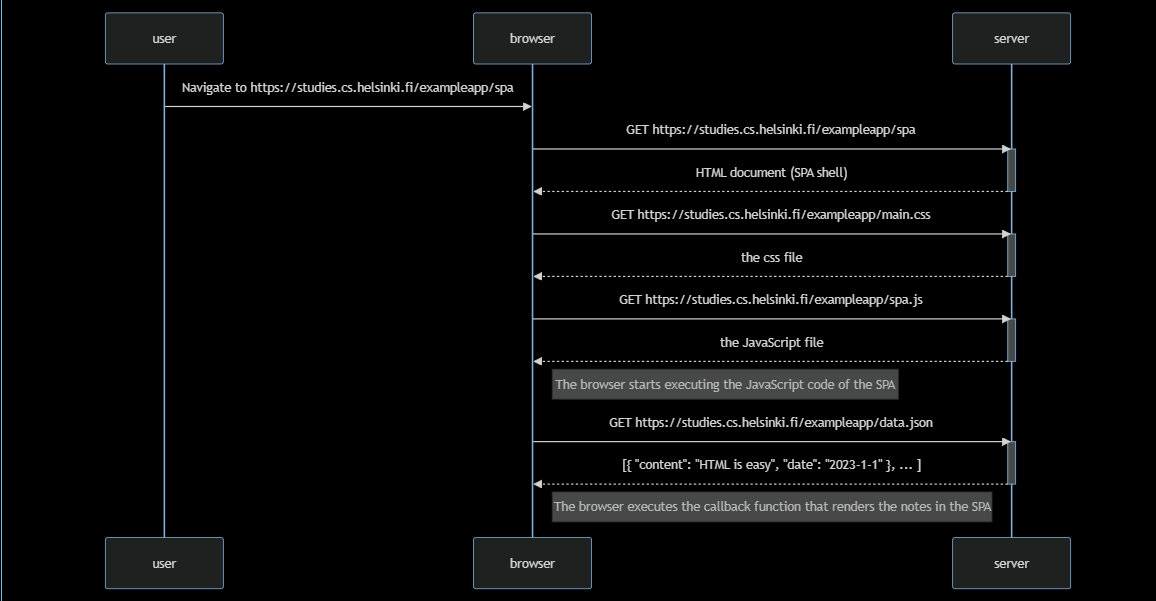 user
browser
server
Navigate to https://studies.cs.helsinki.fi/exampleapp/spa
GET https://studies.cs.helsinki.fi/exampleapp/spa
HTML document (SPA shell)
GET https://studies.cs.helsinki.fi/exampleapp/main.css
the css file
GET https://studies.cs.helsinki.fi/exampleapp/spa.js
the JavaScript file
The browser starts executing the JavaScript code of the SPA
GET https://studies.cs.helsinki.fi/exampleapp/data.json
[{ "content": "HTML is easy", "date": "2023-1-1" }, ... ]
The browser executes the callback function that renders the notes in the SPA
user
browser
server